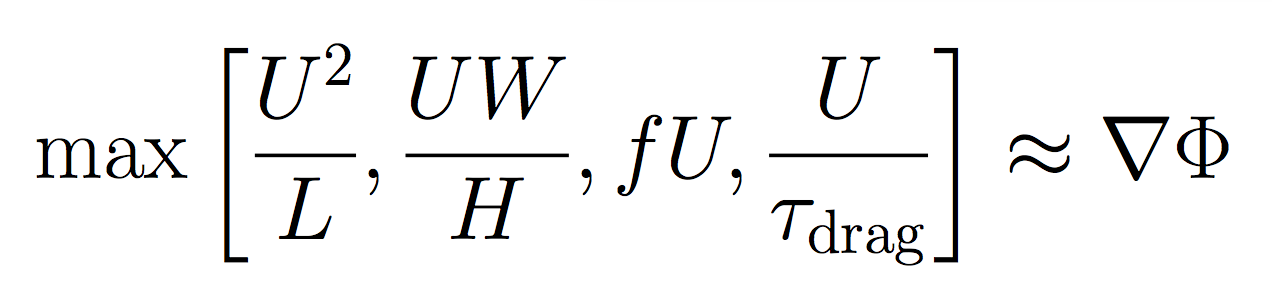 max [U²/L, UW/H, fU, U/τ_drag] ≈ ∇Φ